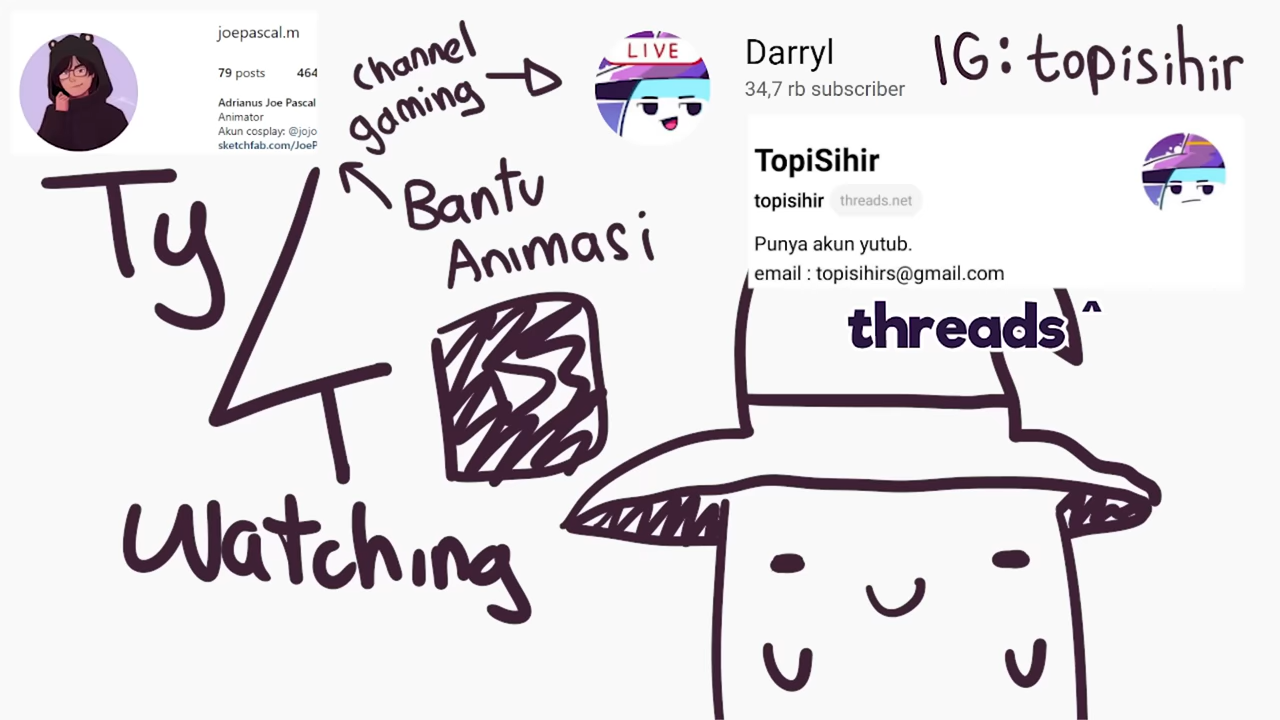 joepascal.m
79 posts 464
Adrianus Joe Pascal
Animator
Akun cosplay: @jojo
sketchfab.com/JoeP
channel
gaming
LIVE
Darryl
34,7 rb subscriber
IG: topisihir
TopiSihir
topisihir threads.net
Punya akun yutub.
email : topisihirs@gmail.com
threads ^
Bantu
Animasi
Ty
4
T
Watching